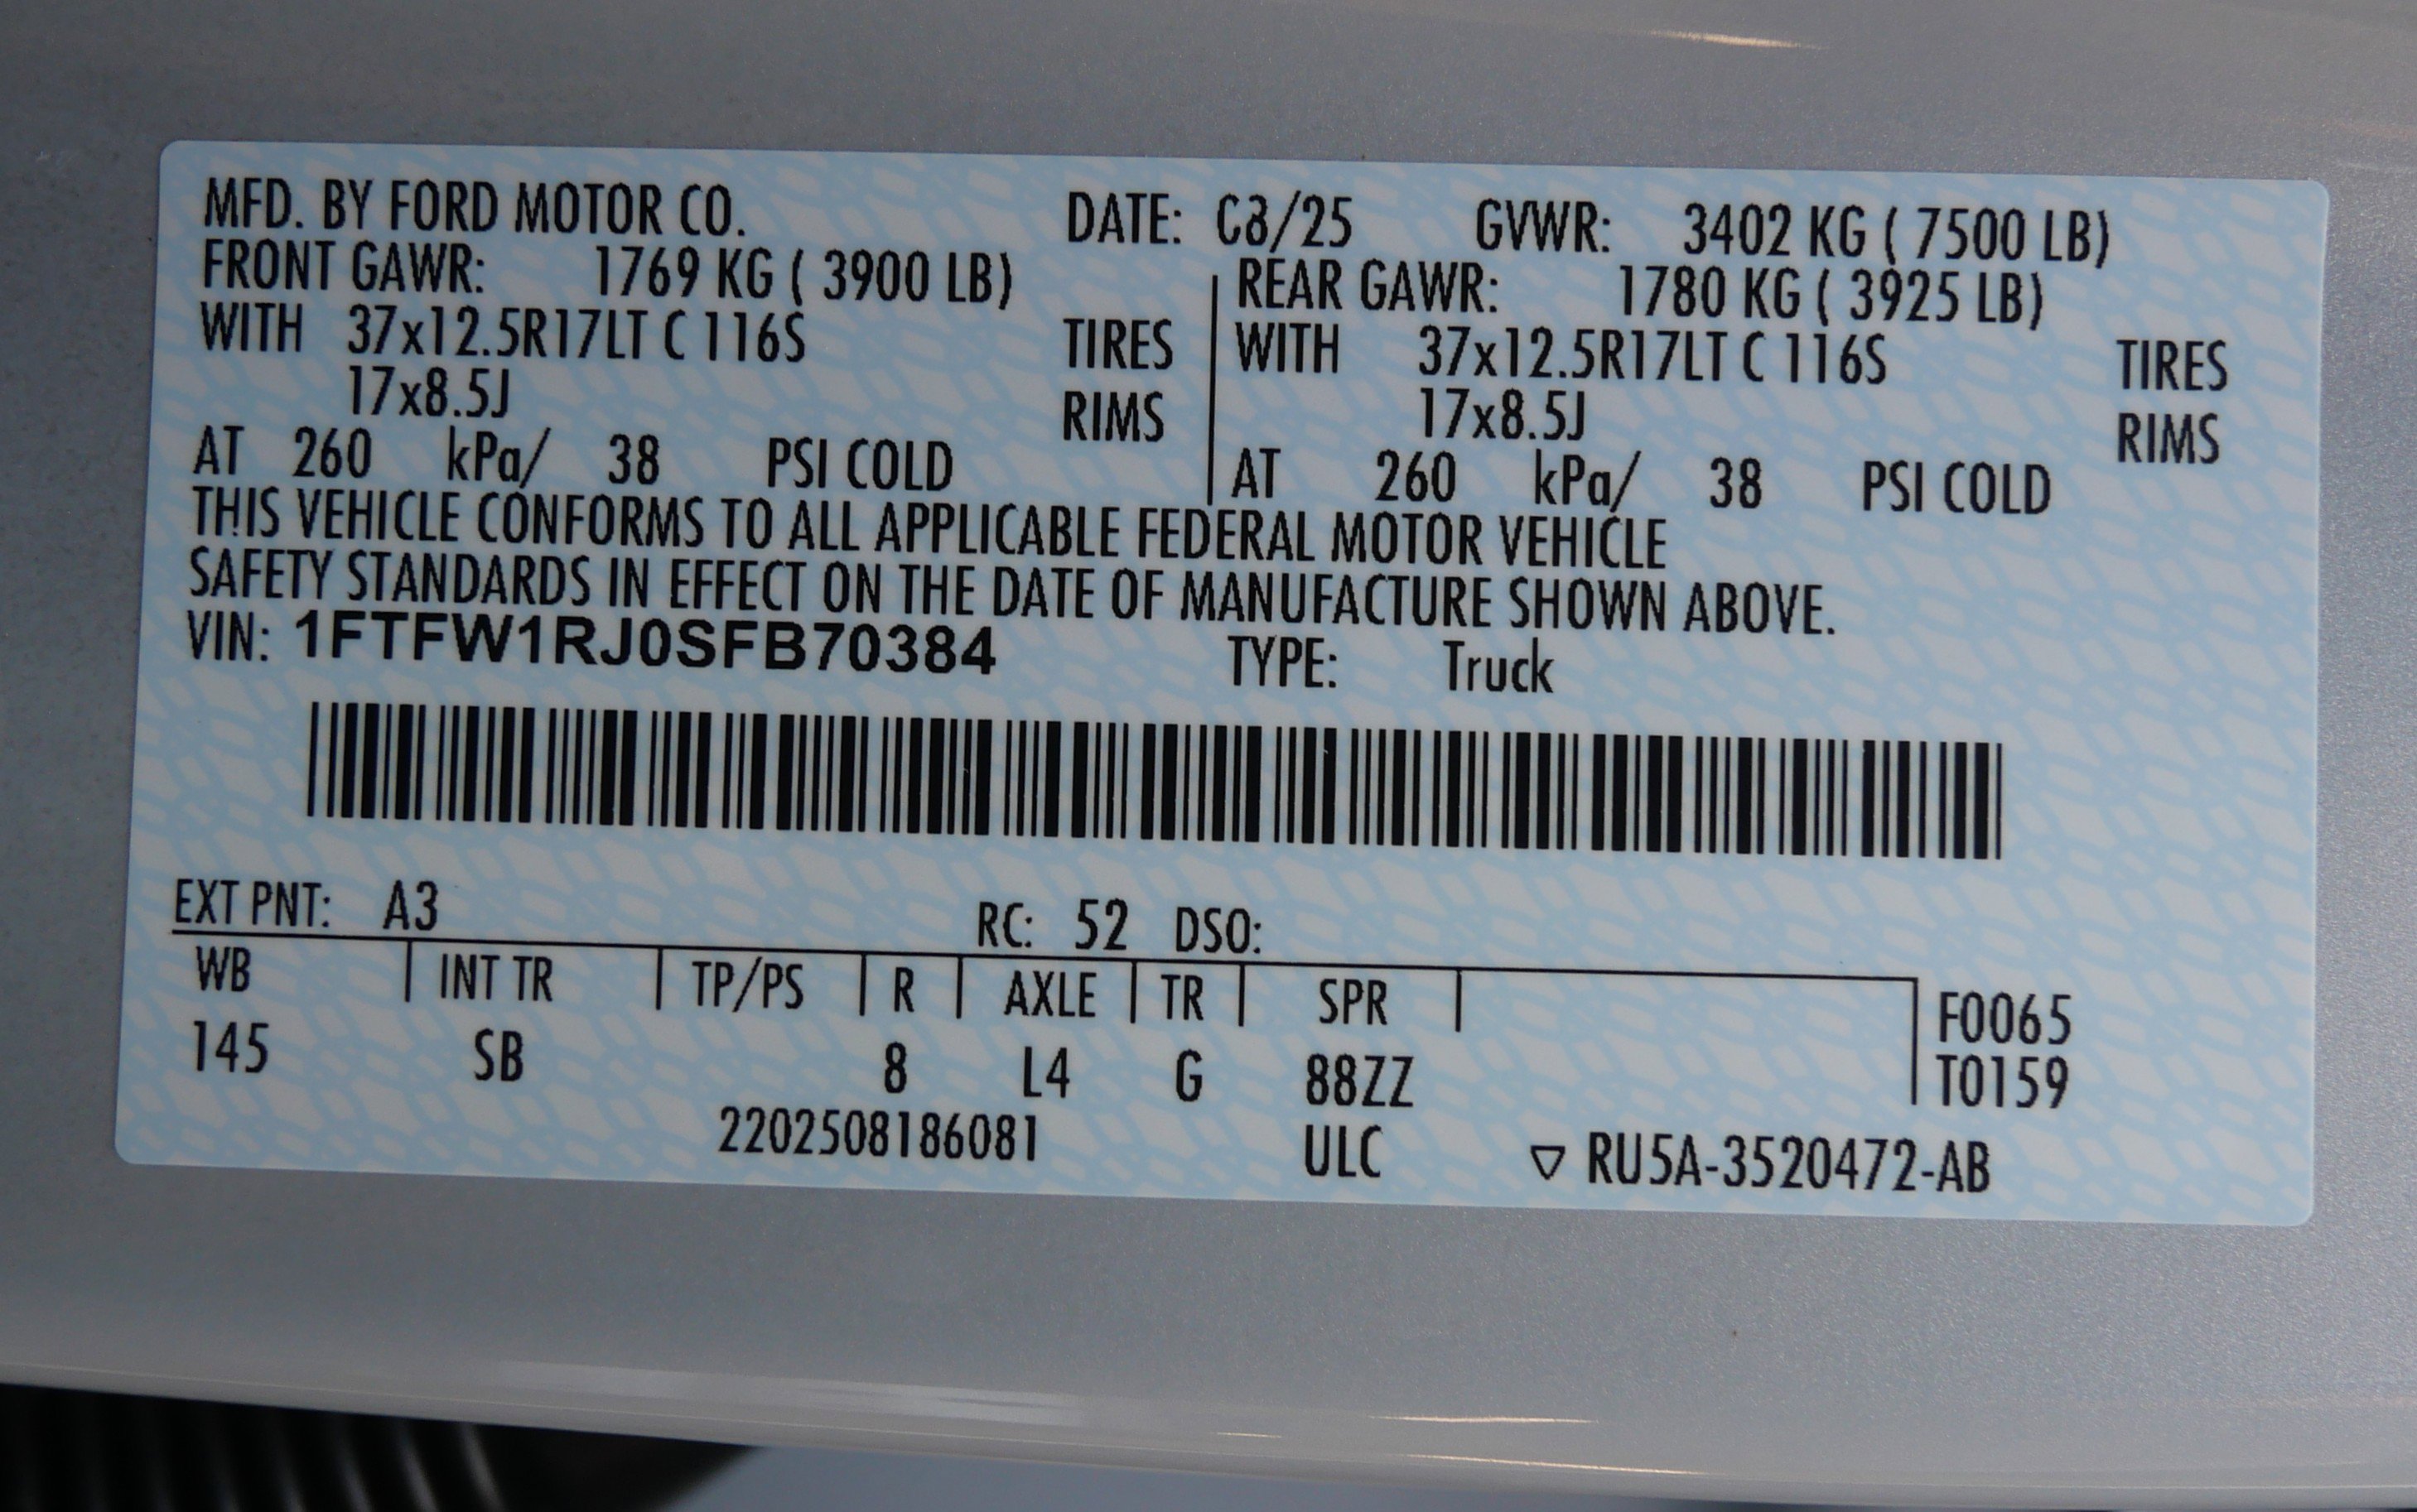 MFD. BY FORD MOTOR CO. DATE: 08/25 GVWR: 3402 KG ( 7500 LB)
FRONT GAWR: 1769 KG ( 3900 LB) REAR GAWR: 1780 KG ( 3925 LB)
WITH 37x12.5R17LT C 116S TIRES WITH 37x12.5R17LT C 116S TIRES
17x8.5J RIMS 17x8.5J RIMS
AT 260 kPa/ 38 PSI COLD AT 260 kPa/ 38 PSI COLD
THIS VEHICLE CONFORMS TO ALL APPLICABLE FEDERAL MOTOR VEHICLE
SAFETY STANDARDS IN EFFECT ON THE DATE OF MANUFACTURE SHOWN ABOVE.
VIN: 1FTFW1RJ0SFB70384 TYPE: Truck
EXT PNT: A3 RC: 52 DSO:
WB INT TR TP/PS R AXLE TR SPR F0065
145 SB 8 L4 G 88ZZ T0159
2202508186081 ULC ▽ RU5A-3520472-AB